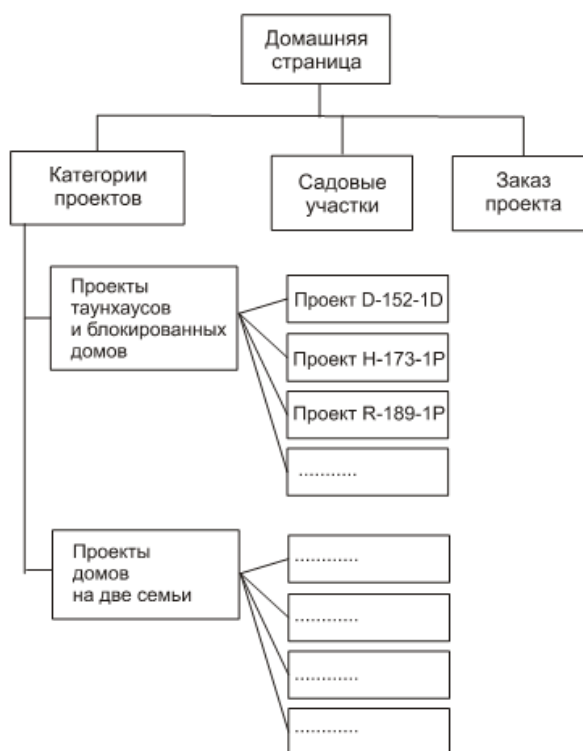 Домашняя
страница
Категории
проектов
Садовые
участки
Заказ
проекта
Проекты
таунхаусов
и блокированных
домов
Проект D-152-1D
Проект H-173-1P
Проект R-189-1P
...........
Проекты
домов
на две семьи
............
............
............
............